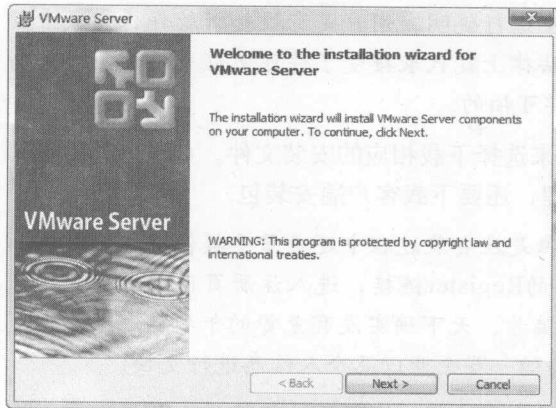 VMware Server
Welcome to the installation wizard for
VMware Server
The installation wizard will install VMware Server components
on your computer. To continue, click Next.
VMware Server
WARNING: This program is protected by copyright law and
international treaties.
< Back
Next >
Cancel